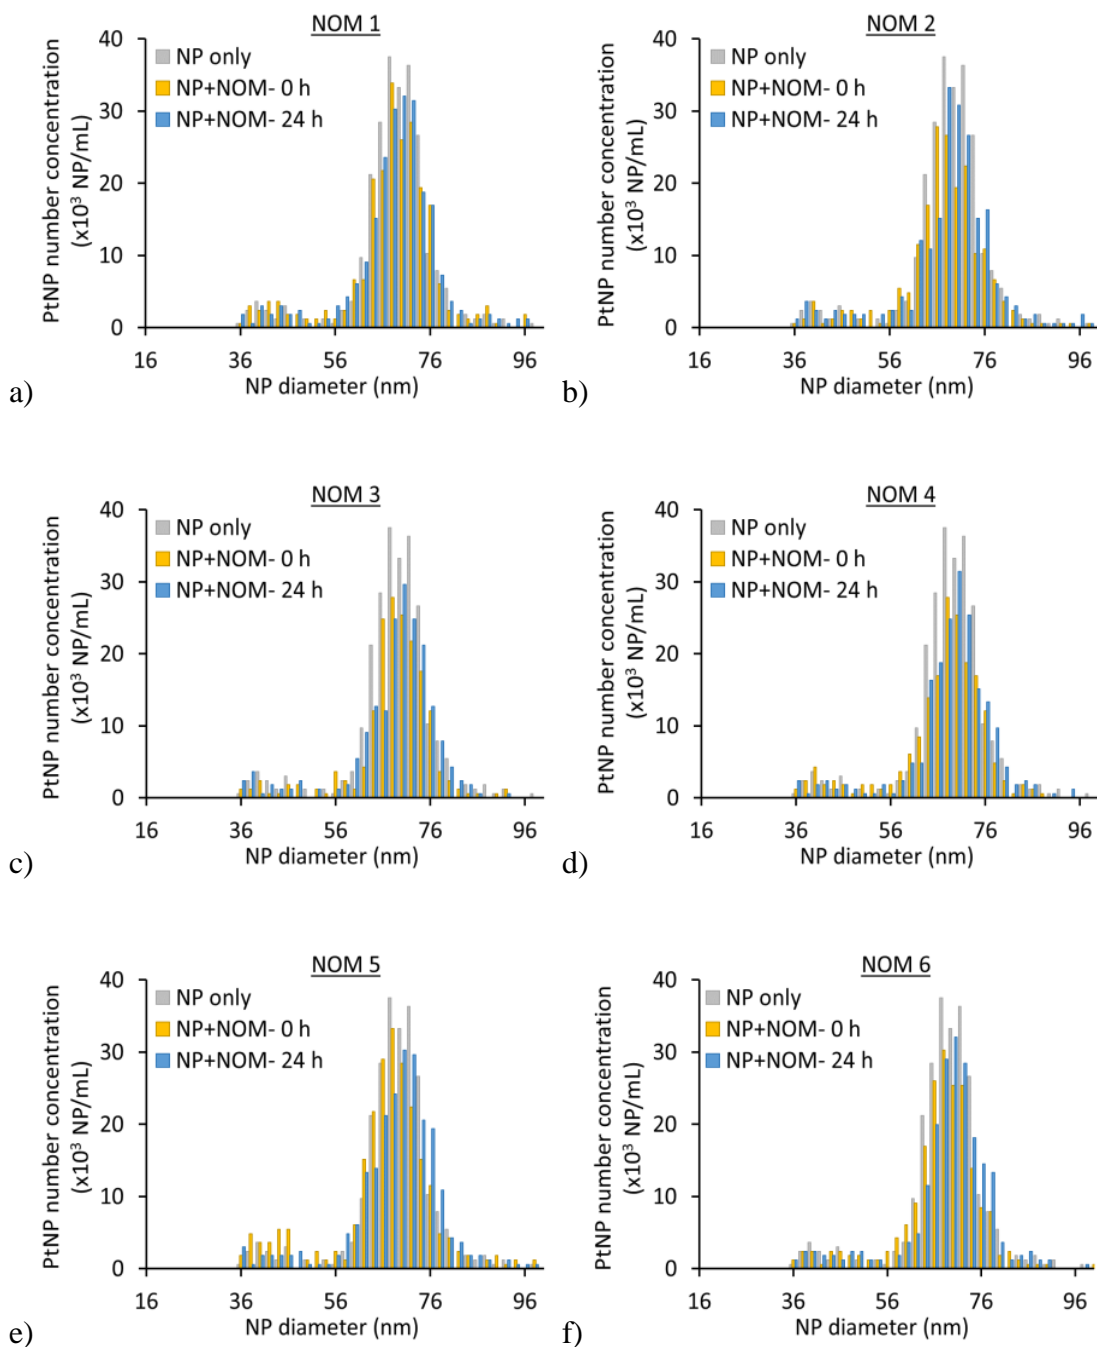 NOM 1
PtNP number concentration
(x10³ NP/mL)
40
30
20
10
0
NP only
NP+NOM- 0 h
NP+NOM- 24 h
16 36 56 76 96
NP diameter (nm)
a)
NOM 2
PtNP number concentration
(x10³ NP/mL)
40
30
20
10
0
NP only
NP+NOM- 0 h
NP+NOM- 24 h
16 36 56 76 96
NP diameter (nm)
b)
NOM 3
PtNP number concentration
(x10³ NP/mL)
40
30
20
10
0
NP only
NP+NOM- 0 h
NP+NOM- 24 h
16 36 56 76 96
NP diameter (nm)
c)
NOM 4
PtNP number concentration
(x10³ NP/mL)
40
30
20
10
0
NP only
NP+NOM- 0 h
NP+NOM- 24 h
16 36 56 76 96
NP diameter (nm)
d)
NOM 5
PtNP number concentration
(x10³ NP/mL)
40
30
20
10
0
NP only
NP+NOM- 0 h
NP+NOM- 24 h
16 36 56 76 96
NP diameter (nm)
e)
NOM 6
PtNP number concentration
(x10³ NP/mL)
40
30
20
10
0
NP only
NP+NOM- 0 h
NP+NOM- 24 h
16 36 56 76 96
NP diameter (nm)
f)